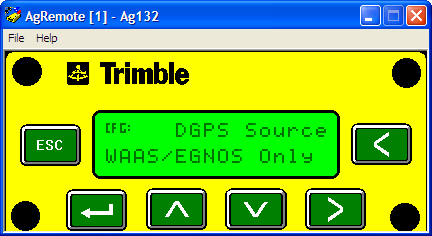 AgRemote [1] - Ag132
File Help
Trimble
CFG: DGPS Source
ESC
WAAS/EGNOS Only